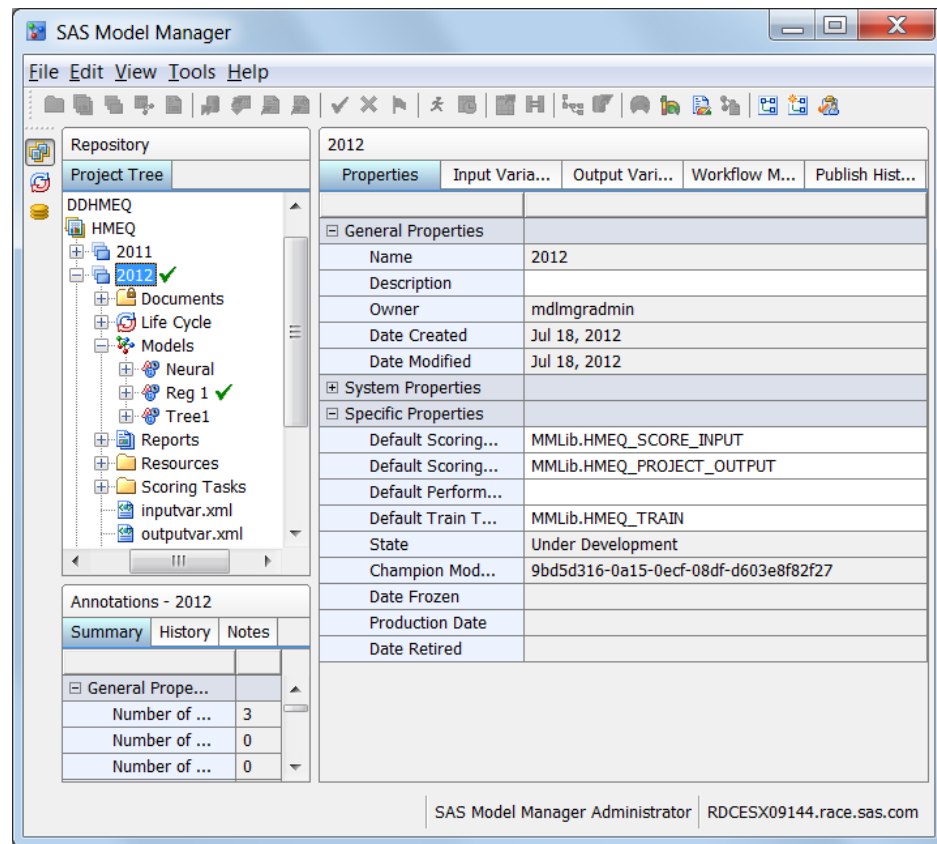 SAS Model Manager
File Edit View Tools Help
Repository
Project Tree
DDHMEQ
HMEQ
2011
2012
Documents
Life Cycle
Models
Neural
Reg 1
Tree1
Reports
Resources
Scoring Tasks
inputvar.xml
outputvar.xml
Annotations - 2012
Summary History Notes
General Prope...
Number of ... 3
Number of ... 0
Number of ... 0
2012
Properties Input Varia... Output Vari... Workflow M... Publish Hist...
General Properties
Name 2012
Description
Owner mdlmgradmin
Date Created Jul 18, 2012
Date Modified Jul 18, 2012
System Properties
Specific Properties
Default Scoring... MMLib.HMEQ_SCORE_INPUT
Default Scoring... MMLib.HMEQ_PROJECT_OUTPUT
Default Perform...
Default Train T... MMLib.HMEQ_TRAIN
State Under Development
Champion Mod... 9bd5d316-0a15-0ecf-08df-d603e8f82f27
Date Frozen
Production Date
Date Retired
SAS Model Manager Administrator RDCESX09144.race.sas.com